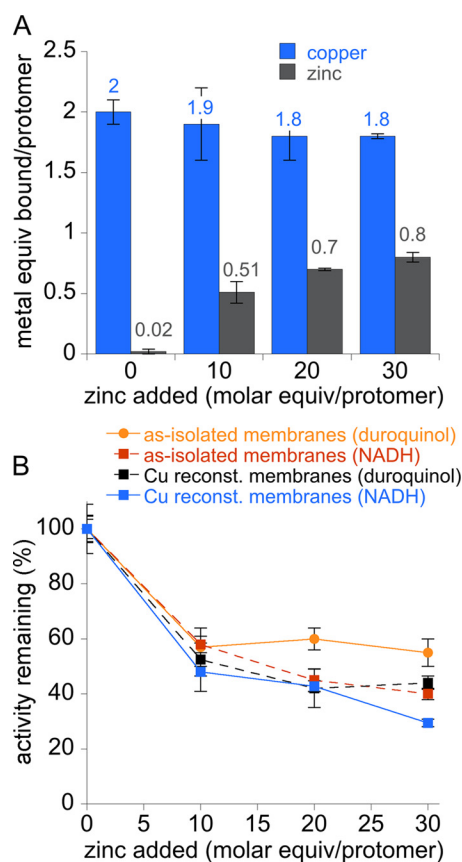 A
copper
zinc
metal equiv bound/protomer
2.5
2
1.5
1
0.5
0
2
0.02
1.9
0.51
1.8
0.7
1.8
0.8
0 10 20 30
zinc added (molar equiv/protomer)
as-isolated membranes (duroquinol)
as-isolated membranes (NADH)
Cu reconst. membranes (duroquinol)
Cu reconst. membranes (NADH)
B
activity remaining (%)
100
80
60
40
20
0
0 5 10 15 20 25 30
zinc added (molar equiv/protomer)